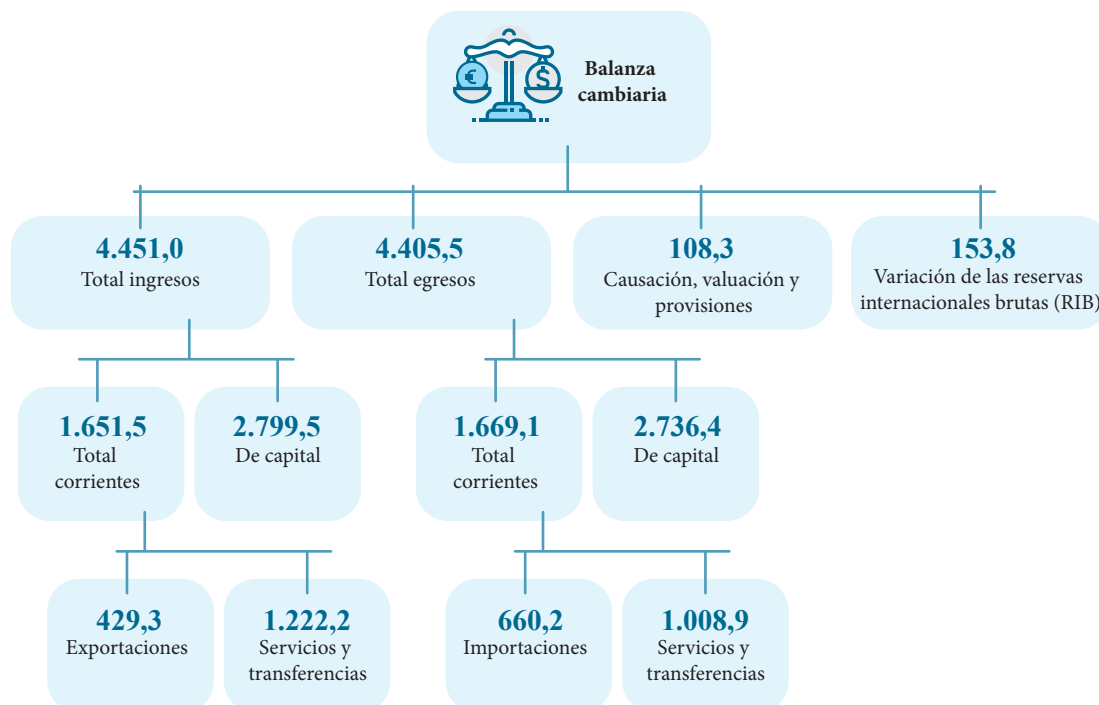 €
$
Balanza
cambiaria
4.451,0
Total ingresos
4.405,5
Total egresos
108,3
Causación, valuación y
provisiones
153,8
Variación de las reservas
internacionales brutas (RIB)
1.651,5
Total
corrientes
2.799,5
De capital
1.669,1
Total
corrientes
2.736,4
De capital
429,3
Exportaciones
1.222,2
Servicios y
transferencias
660,2
Importaciones
1.008,9
Servicios y
transferencias